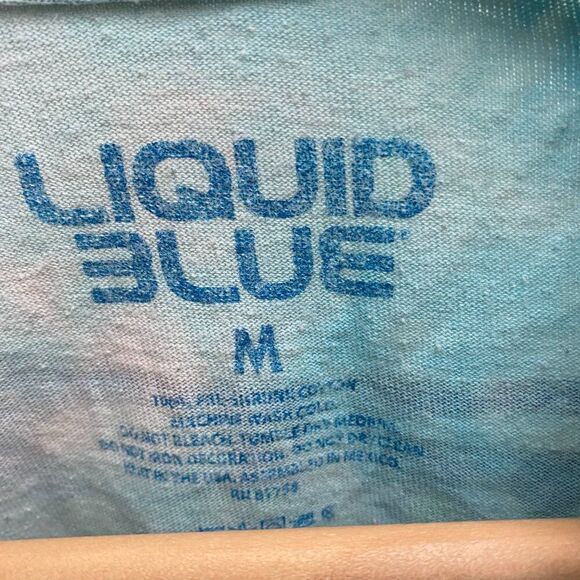 LIQUID
BLUE
M
100% PRE-SHRUNK COTTON
MACHINE WASH COLD
DO NOT BLEACH. TUMBLE DRY MEDIUM.
DO NOT IRON DECORATION. DO NOT DRY CLEAN
KNIT IN THE USA. ASSEMBLED IN MEXICO.